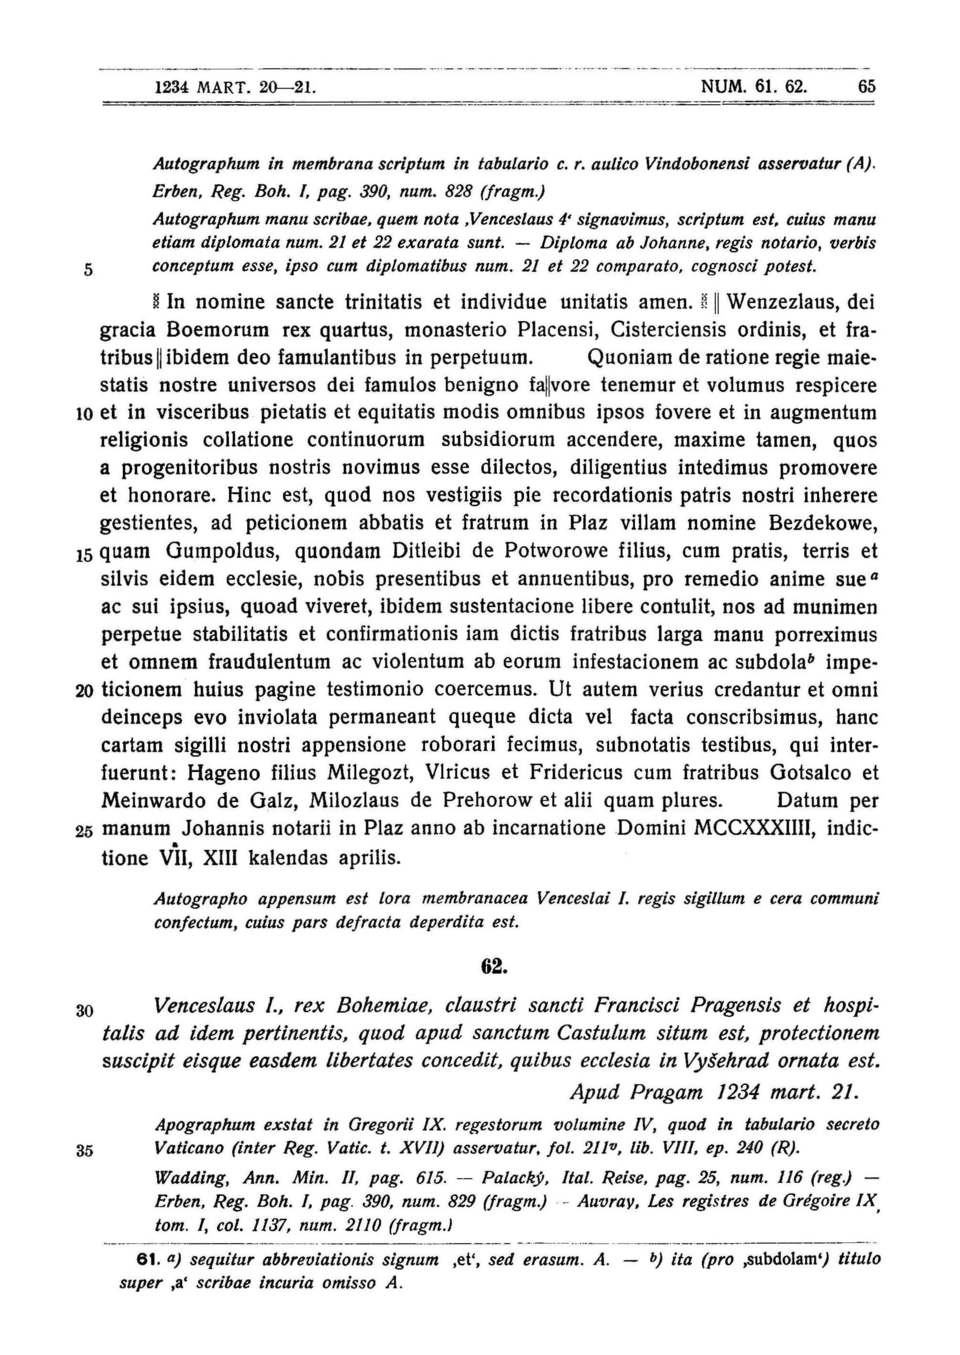 1234 MART. 20—21. NUM. 61. 62. 65
Autographum in membrana scriptum in tabulario c. r. aulico Vindobonensi asservatur (A).
Erben, Reg. Boh. I, pag. 390, num. 828 (fragm.)
Autographum manu scribae, quem nota ‚Venceslaus 4‘ signavimus, scriptum est, cuius manu
etiam diplomata num. 21 et 22 exarata sunt. — Diploma ab Johanne, regis notario, verbis
5 conceptum esse, ipso cum diplomatibus num. 21 et 22 comparato, cognosci potest.
In nomine sancte trinitatis et individue unitatis amen. || Wenzezlaus, dei
gracia Boemorum rex quartus, monasterio Placensi, Cisterciensis ordinis, et fra-
tribus || ibidem deo famulantibus in perpetuum. Quoniam de ratione regie maie-
statis nostre universos dei famulos benigno fa||vore tenemur et volumus respicere
10 et in visceribus pietatis et equitatis modis omnibus ipsos fovere et in augmentum
religionis collatione continuorum subsidiorum accendere, maxime tamen, quos
a progenitoribus nostris novimus esse dilectos, diligentius intedimus promovere
et honorare. Hinc est, quod nos vestigiis pie recordationis patris nostri inherere
gestientes, ad peticionem abbatis et fratrum in Plaz villam nomine Bezdekowe,
15 quam Gumpoldus, quondam Ditleibi de Potworowe filius, cum pratis, terris et
silvis eidem ecclesie, nobis presentibus et annuentibus, pro remedio anime sue a
ac sui ipsius, quoad viveret, ibidem sustentacione libere contulit, nos ad munimen
perpetue stabilitatis et confirmationis iam dictis fratribus larga manu porreximus
et omnem fraudulentum ac violentum ab eorum infestacionem ac subdola b impe-
20 ticionem huius pagine testimonio coercemus. Ut autem verius credantur et omni
deinceps evo inviolata permaneant queque dicta vel facta conscribsimus, hanc
cartam sigilli nostri appensione roborari fecimus, subnotatis testibus, qui inter-
fuerunt: Hageno filius Milegozt, Vlricus et Fridericus cum fratribus Gotsalco et
Meinwardo de Galz, Milozlaus de Prehorow et alii quam plures. Datum per
25 manum Johannis notarii in Plaz anno ab incarnatione Domini MCCXXXIIII, indic-
tione VII, XIII kalendas aprilis.
Autographo appensum est lora membranacea Venceslai I. regis sigillum e cera communi
confectum, cuius pars defracta deperdita est.
62.
30 Venceslaus I., rex Bohemiae, claustri sancti Francisci Pragensis et hospi-
talis ad idem pertinentis, quod apud sanctum Castulum situm est, protectionem
suscipit eisque easdem libertates concedit, quibus ecclesia in Vyšehrad ornata est.
Apud Pragam 1234 mart. 21.
Apographum exstat in Gregorii IX. regestorum volumine IV, quod in tabulario secreto
35 Vaticano (inter Reg. Vatic. t. XVII) asservatur, fol. 211v, lib. VIII, ep. 240 (R).
Wadding, Ann. Min. II, pag. 615. — Palacký, Ital. Reise, pag. 25, num. 116 (reg.) —
Erben, Reg. Boh. I, pag. 390, num. 829 (fragm.) - Auvray, Les registres de Grégoire IX,
tom. I, col. 1137, num. 2110 (fragm.)
61. a) sequitur abbreviationis signum ‚et‘, sed erasum. A. — b) ita (pro ‚subdolam‘) titulo
super ‚a‘ scribae incuria omisso A.